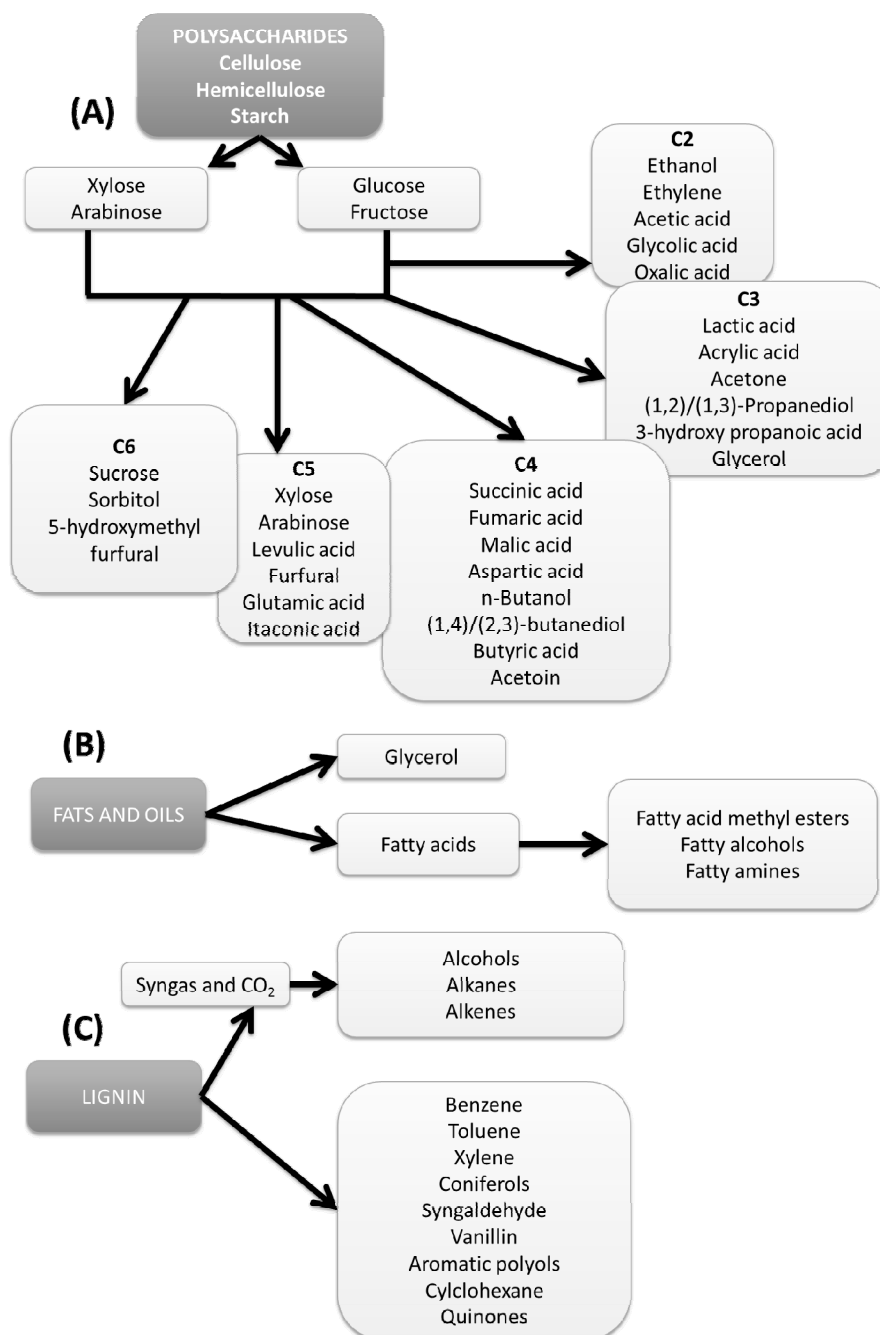 (A)
POLYSACCHARIDES
Cellulose
Hemicellulose
Starch
Xylose
Arabinose
Glucose
Fructose
C2
Ethanol
Ethylene
Acetic acid
Glycolic acid
Oxalic acid
C3
Lactic acid
Acrylic acid
Acetone
(1,2)/(1,3)-Propanediol
3-hydroxy propanoic acid
Glycerol
C6
Sucrose
Sorbitol
5-hydroxymethyl
furfural
C5
Xylose
Arabinose
Levulic acid
Furfural
Glutamic acid
Itaconic acid
C4
Succinic acid
Fumaric acid
Malic acid
Aspartic acid
n-Butanol
(1,4)/(2,3)-butanediol
Butyric acid
Acetoin
(B)
FATS AND OILS
Glycerol
Fatty acids
Fatty acid methyl esters
Fatty alcohols
Fatty amines
(C)
LIGNIN
Syngas and CO₂
Alcohols
Alkanes
Alkenes
Benzene
Toluene
Xylene
Coniferols
Syngaldehyde
Vanillin
Aromatic polyols
Cylclohexane
Quinones